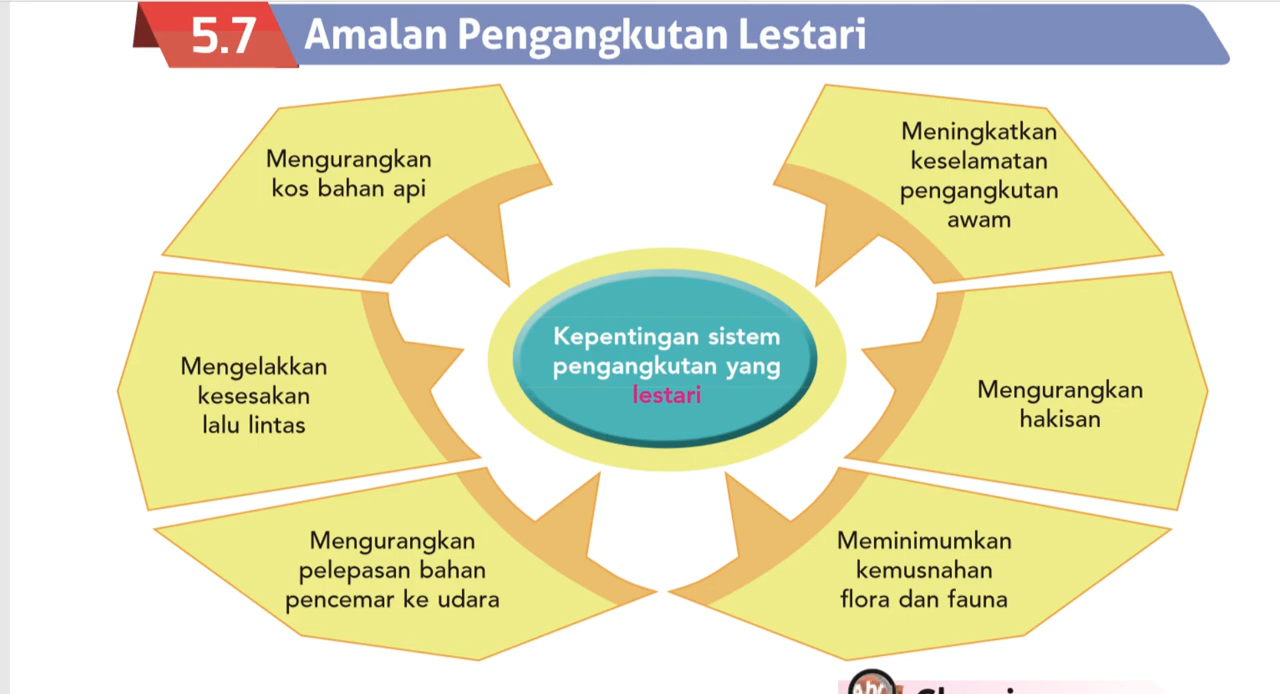 5.7 Amalan Pengangkutan Lestari
Mengurangkan
kos bahan api
Meningkatkan
keselamatan
pengangkutan
awam
Kepentingan sistem
pengangkutan yang
lestari
Mengelakkan
kesesakan
lalu lintas
Mengurangkan
hakisan
Mengurangkan
pelepasan bahan
pencemar ke udara
Meminimumkan
kemusnahan
flora dan fauna